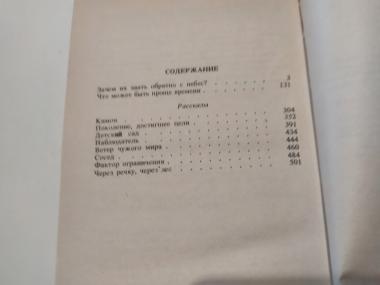 СОДЕРЖАНИЕ
Зачем их звать обратно с небес? . . . . . . 3
Что может быть проще времени . . . . . . 131
Рассказы
Кимон . . . . . . . . . . . 304
Поколение, достигшее цели . . . . . . . 352
Детский сад . . . . . . . . . . 391
Наблюдатель . . . . . . . . . . 434
Ветер чужого мира . . . . . . . . . 444
Сосед . . . . . . . . . . . 460
Фактор ограничения . . . . . . . . . 484
Через речку, через лес . . . . . . . . 501